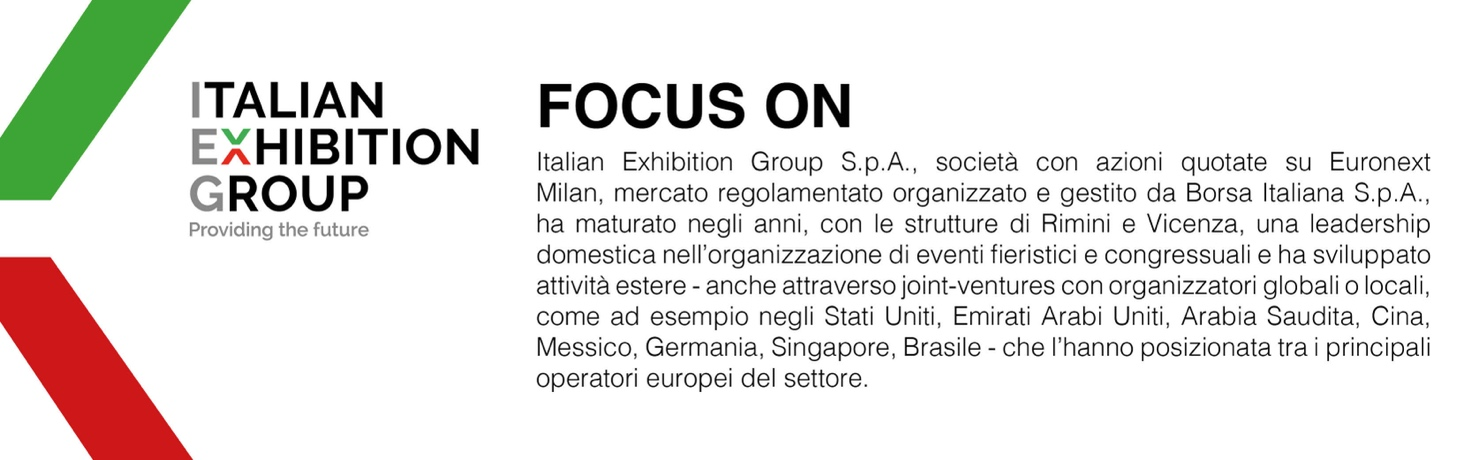 ITALIAN
EXHIBITION
GROUP
Providing the future
FOCUS ON
Italian Exhibition Group S.p.A., società con azioni quotate su Euronext
Milan, mercato regolamentato organizzato e gestito da Borsa Italiana S.p.A.,
ha maturato negli anni, con le strutture di Rimini e Vicenza, una leadership
domestica nell’organizzazione di eventi fieristici e congressuali e ha sviluppato
attività estere - anche attraverso joint-ventures con organizzatori globali o locali,
come ad esempio negli Stati Uniti, Emirati Arabi Uniti, Arabia Saudita, Cina,
Messico, Germania, Singapore, Brasile - che l’hanno posizionata tra i principali
operatori europei del settore.